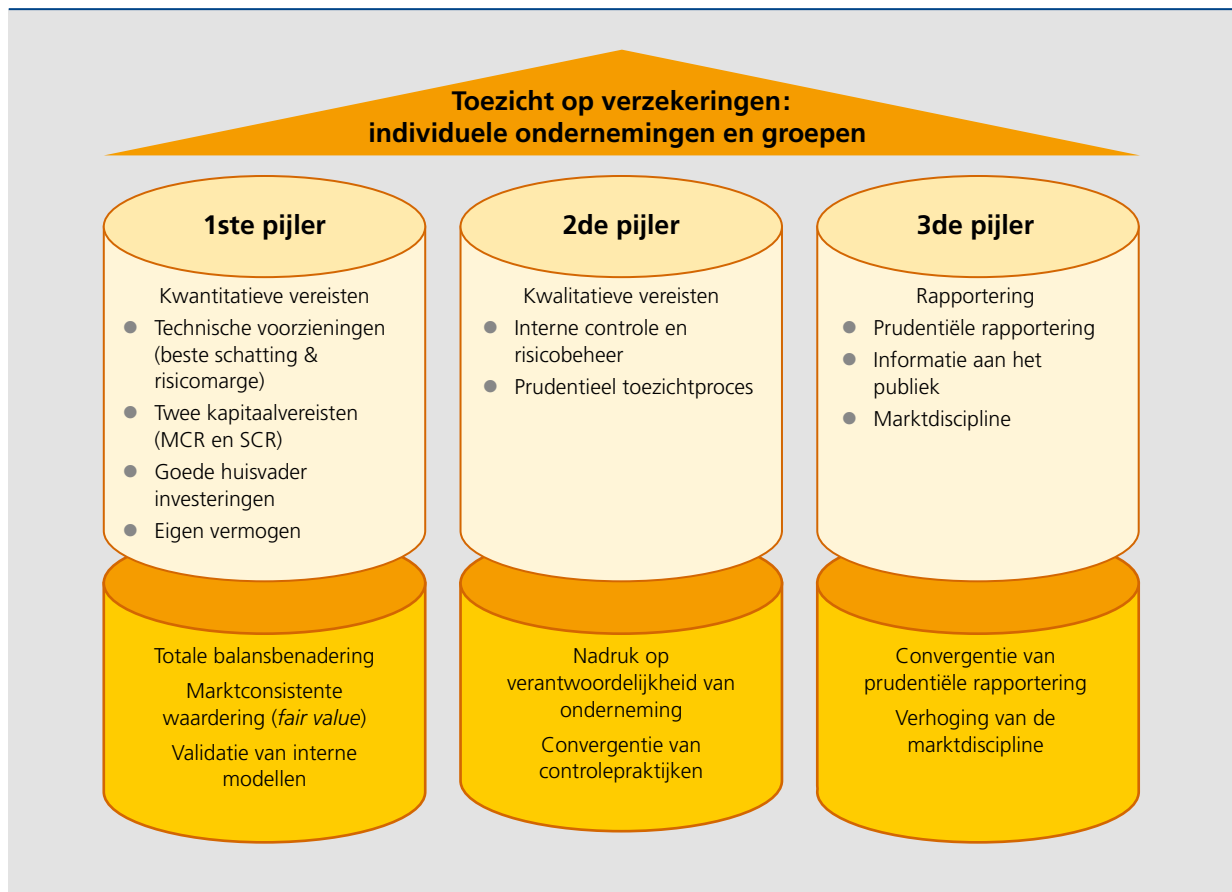 Toezicht op verzekeringen:
individuele ondernemingen en groepen
1ste pijler
Kwantitatieve vereisten
● Technische voorzieningen
(beste schatting &
risicomarge)
● Twee kapitaalvereisten
(MCR en SCR)
● Goede huisvader
investeringen
● Eigen vermogen
Totale balansbenadering
Marktconsistente
waardering (fair value)
Validatie van interne
modellen
2de pijler
Kwalitatieve vereisten
● Interne controle en
risicobeheer
● Prudentieel toezichtproces
Nadruk op
verantwoordelijkheid van
onderneming
Convergentie van
controlepraktijken
3de pijler
Rapportering
● Prudentiële rapportering
● Informatie aan het
publiek
● Marktdiscipline
Convergentie van
prudentiële rapportering
Verhoging van de
marktdiscipline